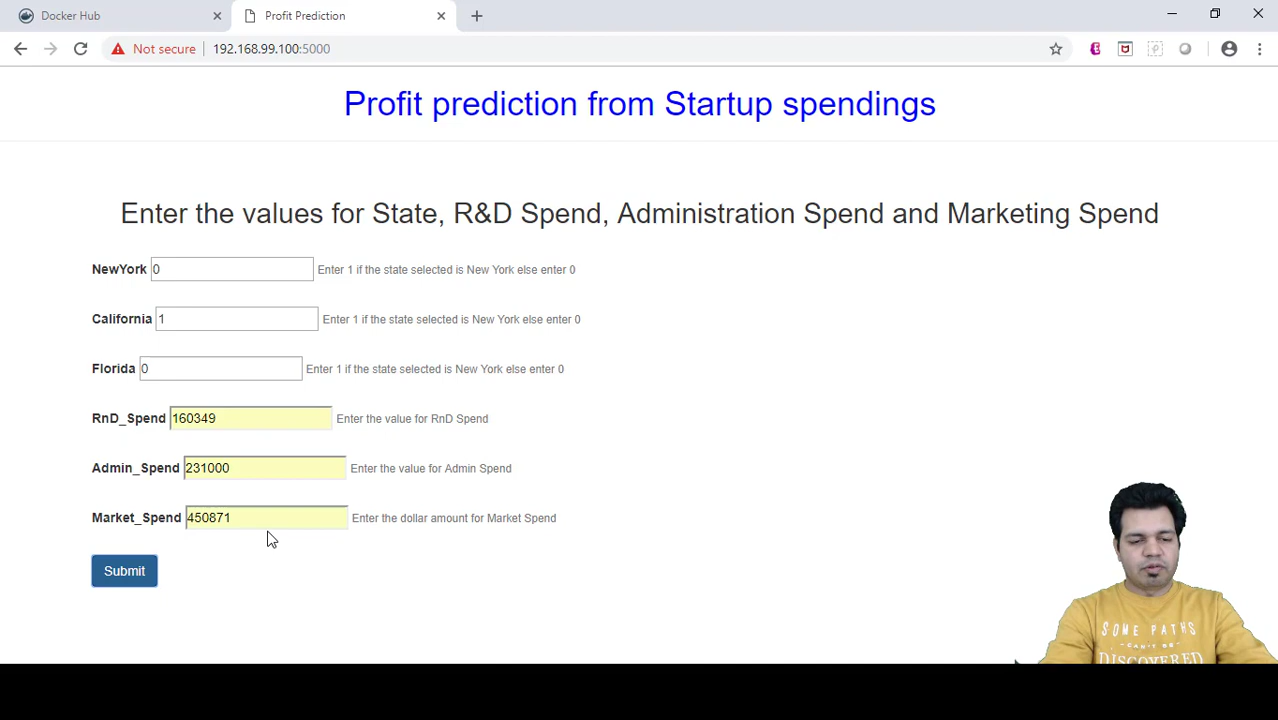 Docker Hub
Profit Prediction
Not secure
192.168.99.100:5000
Profit prediction from Startup spendings
Enter the values for State, R&D Spend, Administration Spend and Marketing Spend
NewYork 0 Enter 1 if the state selected is New York else enter 0
California 1 Enter 1 if the state selected is New York else enter 0
Florida 0 Enter 1 if the state selected is New York else enter 0
RnD_Spend 160349 Enter the value for RnD Spend
Admin_Spend 231000 Enter the value for Admin Spend
Market_Spend 450871 Enter the dollar amount for Market Spend
Submit
SOME PATHS
CAN'T BE
DISCOVERED